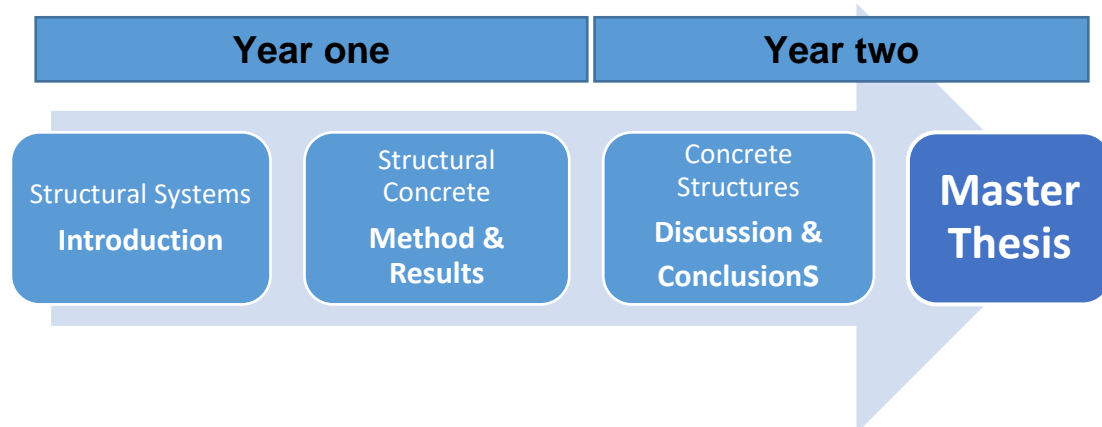 Year one
Year two
Structural Systems
Introduction
Structural
Concrete
Method &
Results
Concrete
Structures
Discussion &
ConclusionS
Master
Thesis